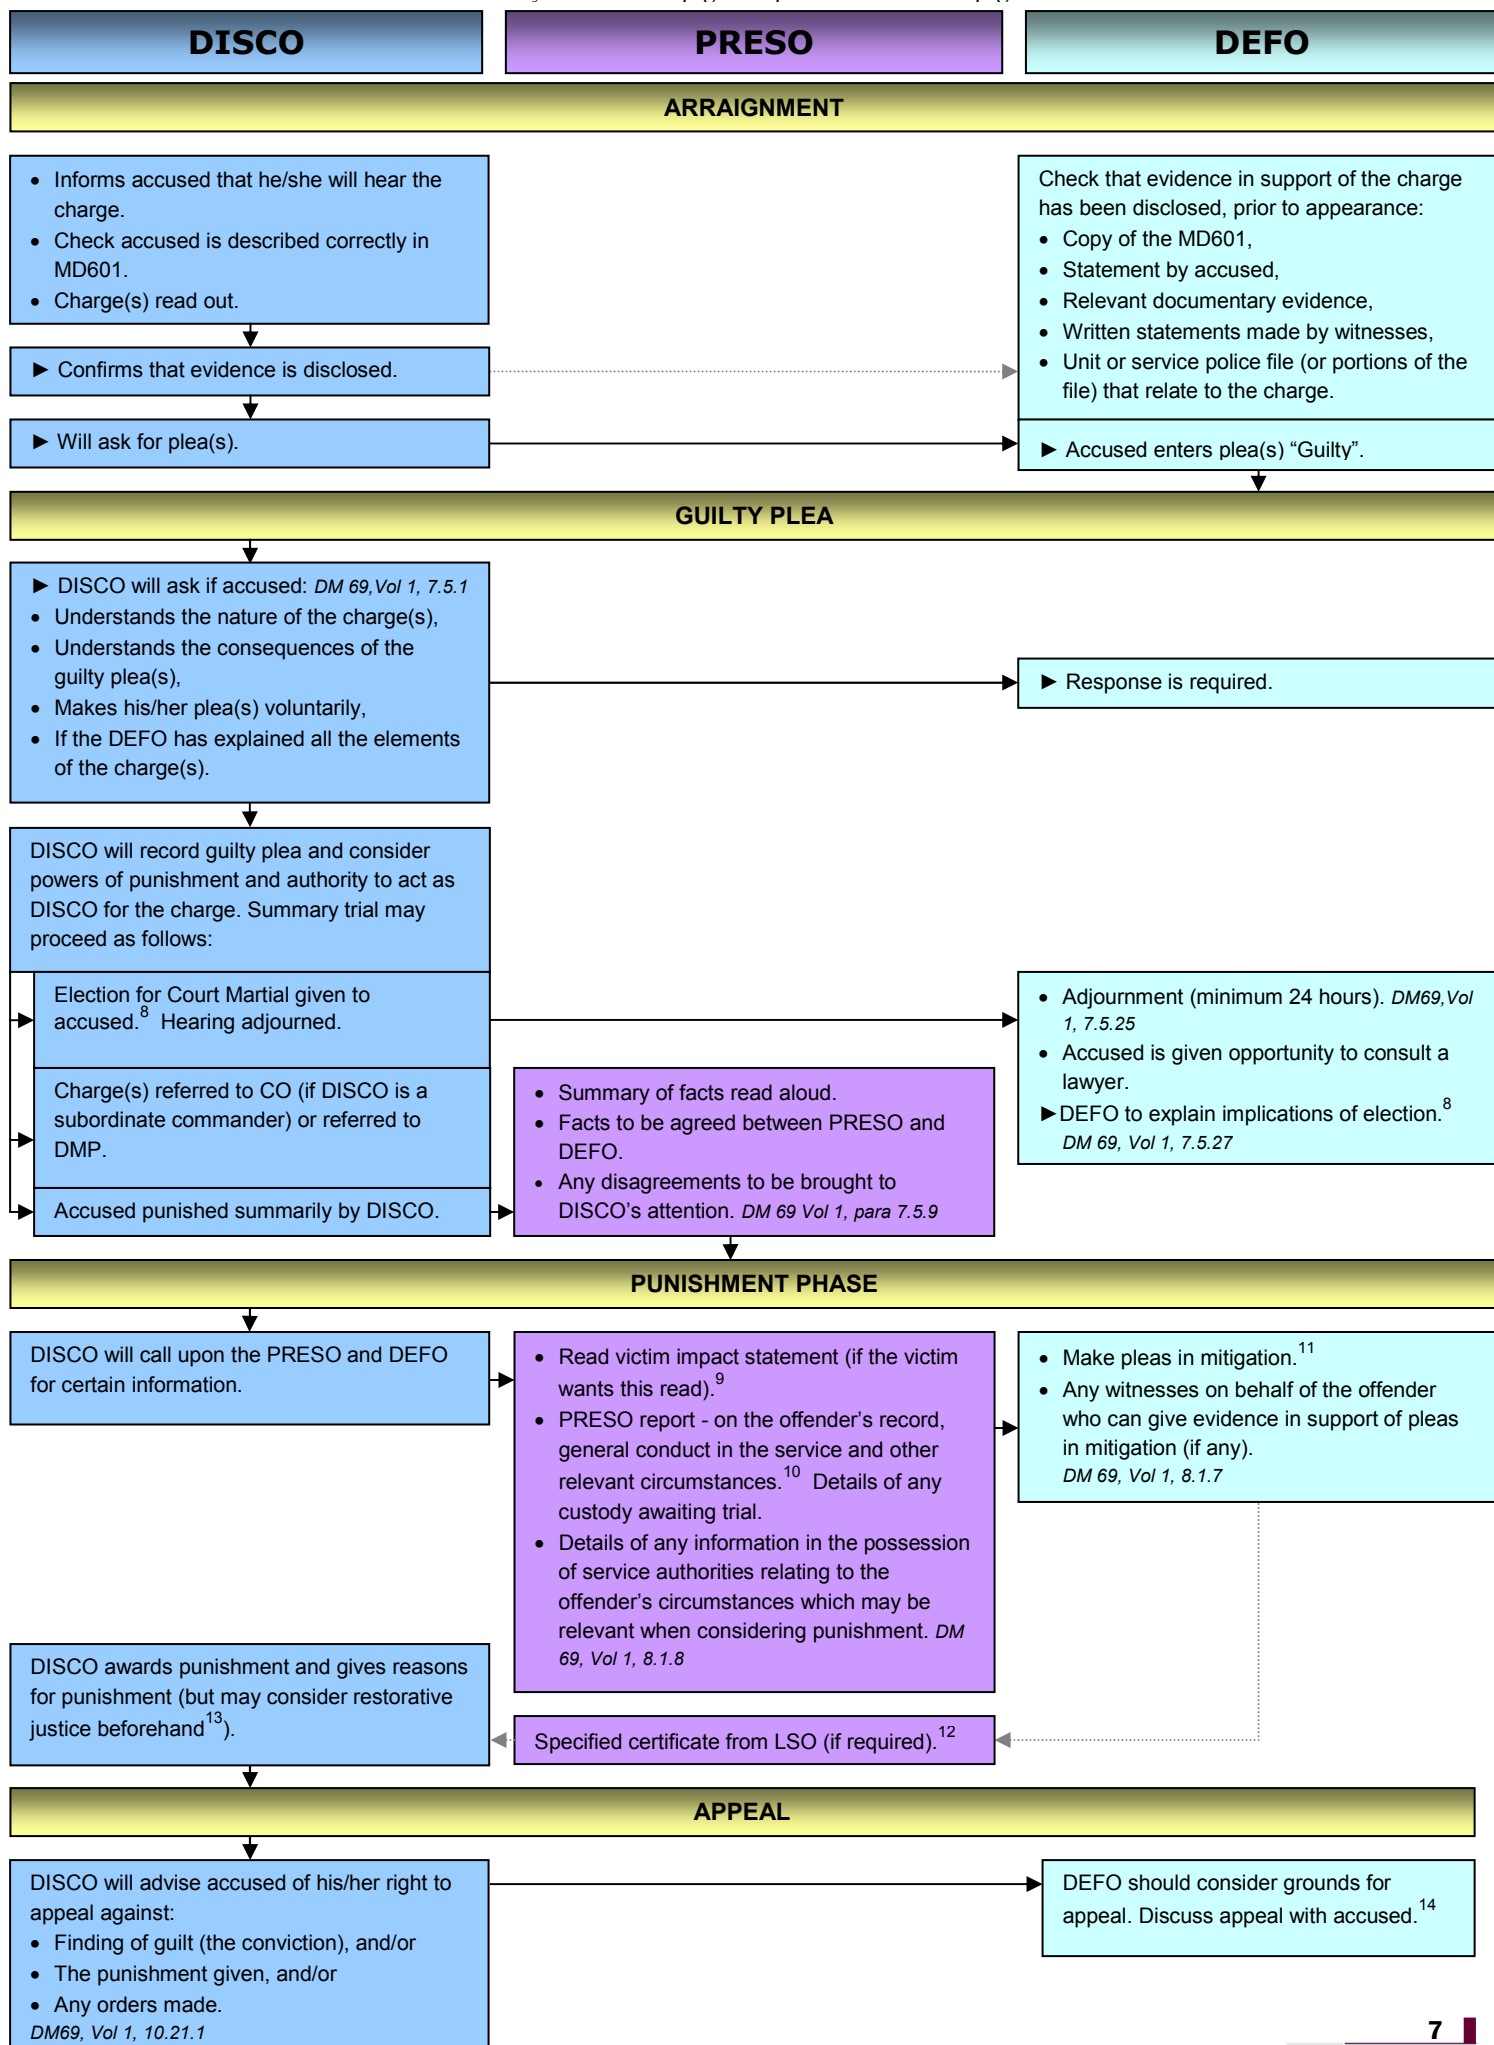 DISCO
PRESO
DEFO
ARRAIGNMENT
• Informs accused that he/she will hear the
charge.
• Check accused is described correctly in
MD601.
• Charge(s) read out.
► Confirms that evidence is disclosed.
► Will ask for plea(s).
Check that evidence in support of the charge
has been disclosed, prior to appearance:
• Copy of the MD601,
• Statement by accused,
• Relevant documentary evidence,
• Written statements made by witnesses,
• Unit or service police file (or portions of the
file) that relate to the charge.
► Accused enters plea(s) “Guilty”.
GUILTY PLEA
► DISCO will ask if accused: DM 69,Vol 1, 7.5.1
• Understands the nature of the charge(s),
• Understands the consequences of the
guilty plea(s),
• Makes his/her plea(s) voluntarily,
• If the DEFO has explained all the elements
of the charge(s).
► Response is required.
DISCO will record guilty plea and consider
powers of punishment and authority to act as
DISCO for the charge. Summary trial may
proceed as follows:
Election for Court Martial given to
accused.8 Hearing adjourned.
Charge(s) referred to CO (if DISCO is a
subordinate commander) or referred to
DMP.
Accused punished summarily by DISCO.
• Summary of facts read aloud.
• Facts to be agreed between PRESO and
DEFO.
• Any disagreements to be brought to
DISCO’s attention. DM 69 Vol 1, para 7.5.9
• Adjournment (minimum 24 hours). DM69,Vol
1, 7.5.25
• Accused is given opportunity to consult a
lawyer.
►DEFO to explain implications of election.8
DM 69, Vol 1, 7.5.27
PUNISHMENT PHASE
DISCO will call upon the PRESO and DEFO
for certain information.
• Read victim impact statement (if the victim
wants this read).9
• PRESO report - on the offender’s record,
general conduct in the service and other
relevant circumstances.10 Details of any
custody awaiting trial.
• Details of any information in the possession
of service authorities relating to the
offender’s circumstances which may be
relevant when considering punishment. DM
69, Vol 1, 8.1.8
• Make pleas in mitigation.11
• Any witnesses on behalf of the offender
who can give evidence in support of pleas
in mitigation (if any).
DM 69, Vol 1, 8.1.7
DISCO awards punishment and gives reasons
for punishment (but may consider restorative
justice beforehand13).
Specified certificate from LSO (if required).12
APPEAL
DISCO will advise accused of his/her right to
appeal against:
• Finding of guilt (the conviction), and/or
• The punishment given, and/or
• Any orders made.
DM69, Vol 1, 10.21.1
DEFO should consider grounds for
appeal. Discuss appeal with accused.14
7